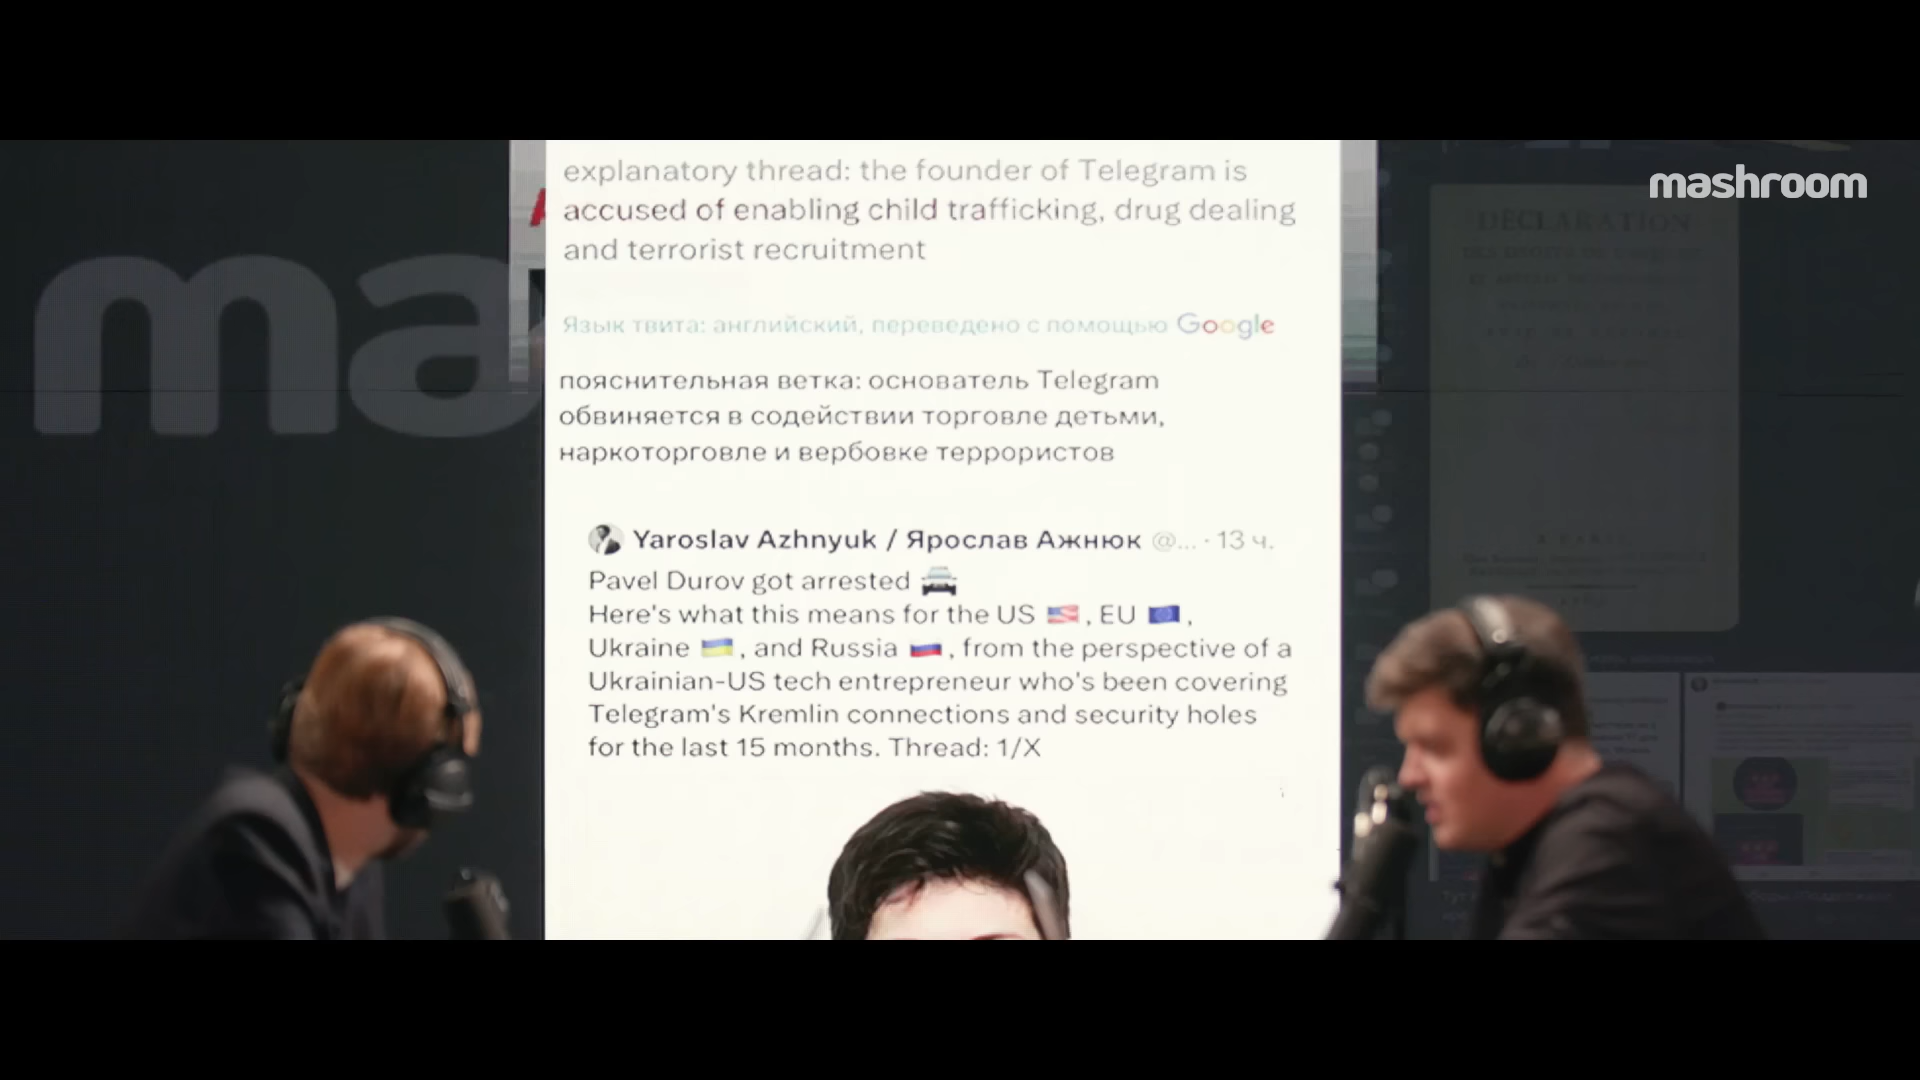 mashroom
ma
explanatory thread: the founder of Telegram is
accused of enabling child trafficking, drug dealing
and terrorist recruitment
Язык твита: английский, переведено с помощью Google
пояснительная ветка: основатель Telegram
обвиняется в содействии торговле детьми,
наркоторговле и вербовке террористов
Yaroslav Azhnyuk / Ярослав Ажнюк @... · 13 ч.
Pavel Durov got arrested 🚔
Here's what this means for the US 🇺🇸, EU 🇪🇺,
Ukraine 🇺🇦, and Russia 🇷🇺, from the perspective of a
Ukrainian-US tech entrepreneur who's been covering
Telegram's Kremlin connections and security holes
for the last 15 months. Thread: 1/X
DÉCLARATION